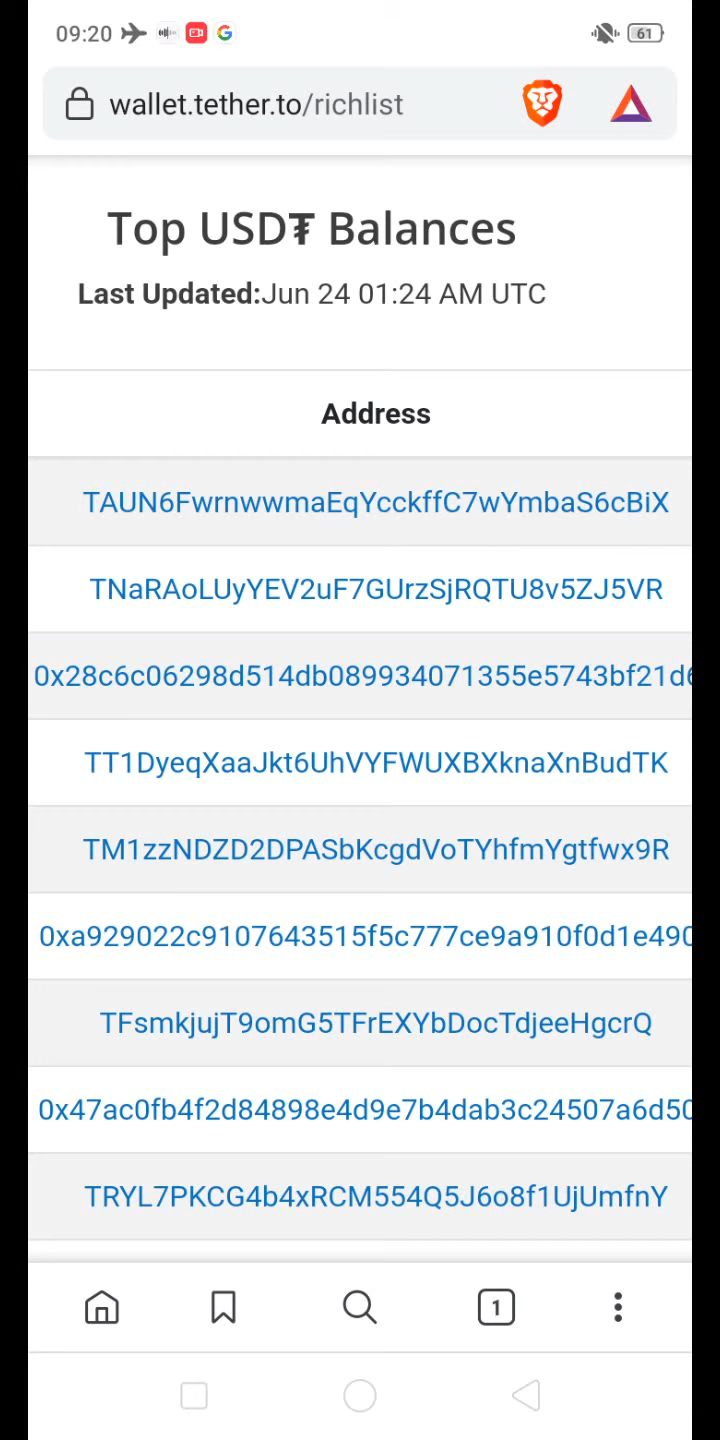 09:20
61
wallet.tether.to/richlist
Top USD₮ Balances
Last Updated:Jun 24 01:24 AM UTC
Address
TAUN6FwrnwwmaEqYcckffC7wYmbaS6cBiX
TNaRAoLUyYEV2uF7GUrzSjRQTU8v5ZJ5VR
0x28c6c06298d514db089934071355e5743bf21d6
TT1DyeqXaaJkt6UhVYFWUXBXknaXnBudTK
TM1zzNDZD2DPASbKcgdVoTYhfmYgtfwx9R
0xa929022c9107643515f5c777ce9a910f0d1e490
TFsmkjujT9omG5TFrEXYbDocTdjeeHgcrQ
0x47ac0fb4f2d84898e4d9e7b4dab3c24507a6d50
TRYL7PKCG4b4xRCM554Q5J6o8f1UjUmfnY
1